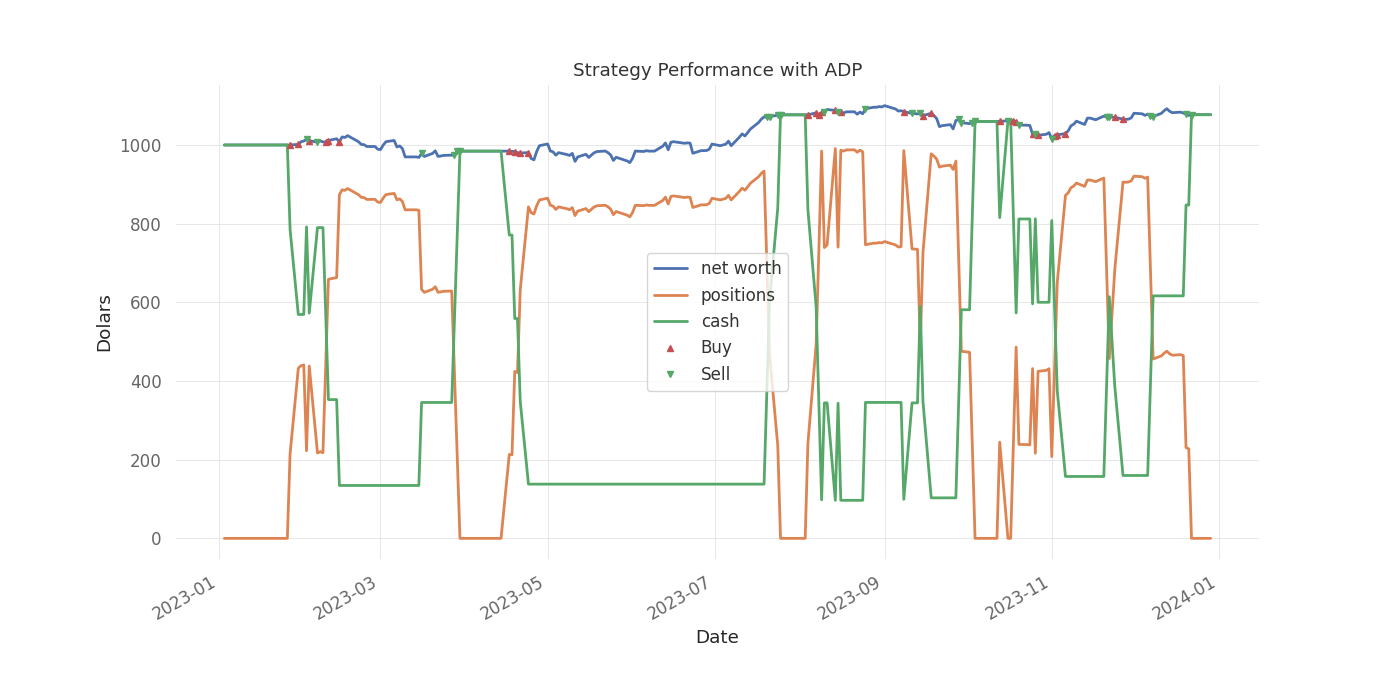 Strategy Performance with ADP
Dolars
1000
800
600
400
200
0
net worth
positions
cash
Buy
Sell
2023-01
2023-03
2023-05
2023-07
2023-09
2023-11
2024-01
Date